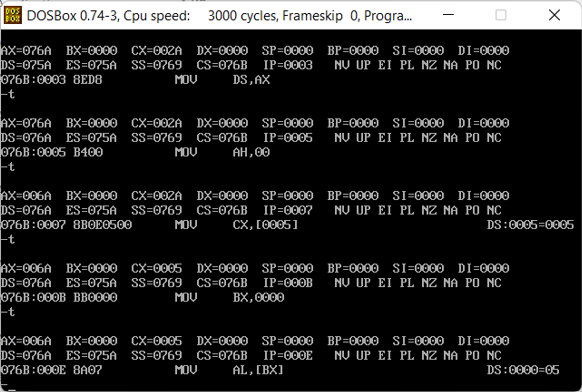 DOSBox 0.74-3, Cpu speed: 3000 cycles, Frameskip 0, Progra...
AX=076A BX=0000 CX=002A DX=0000 SP=0000 BP=0000 SI=0000 DI=0000
DS=075A ES=075A SS=0769 CS=076B IP=0003 NV UP EI PL NZ NA PO NC
076B:0003 8ED8 MOV DS,AX
-t
AX=076A BX=0000 CX=002A DX=0000 SP=0000 BP=0000 SI=0000 DI=0000
DS=076A ES=075A SS=0769 CS=076B IP=0005 NV UP EI PL NZ NA PO NC
076B:0005 B400 MOV AH,00
-t
AX=006A BX=0000 CX=002A DX=0000 SP=0000 BP=0000 SI=0000 DI=0000
DS=076A ES=075A SS=0769 CS=076B IP=0007 NV UP EI PL NZ NA PO NC
076B:0007 8B0E0500 MOV CX,[0005] DS:0005=0005
-t
AX=006A BX=0000 CX=0005 DX=0000 SP=0000 BP=0000 SI=0000 DI=0000
DS=076A ES=075A SS=0769 CS=076B IP=000B NV UP EI PL NZ NA PO NC
076B:000B BB0000 MOV BX,0000
-t
AX=006A BX=0000 CX=0005 DX=0000 SP=0000 BP=0000 SI=0000 DI=0000
DS=076A ES=075A SS=0769 CS=076B IP=000E NV UP EI PL NZ NA PO NC
076B:000E 8A07 MOV AL,[BX] DS:0000=05
-_